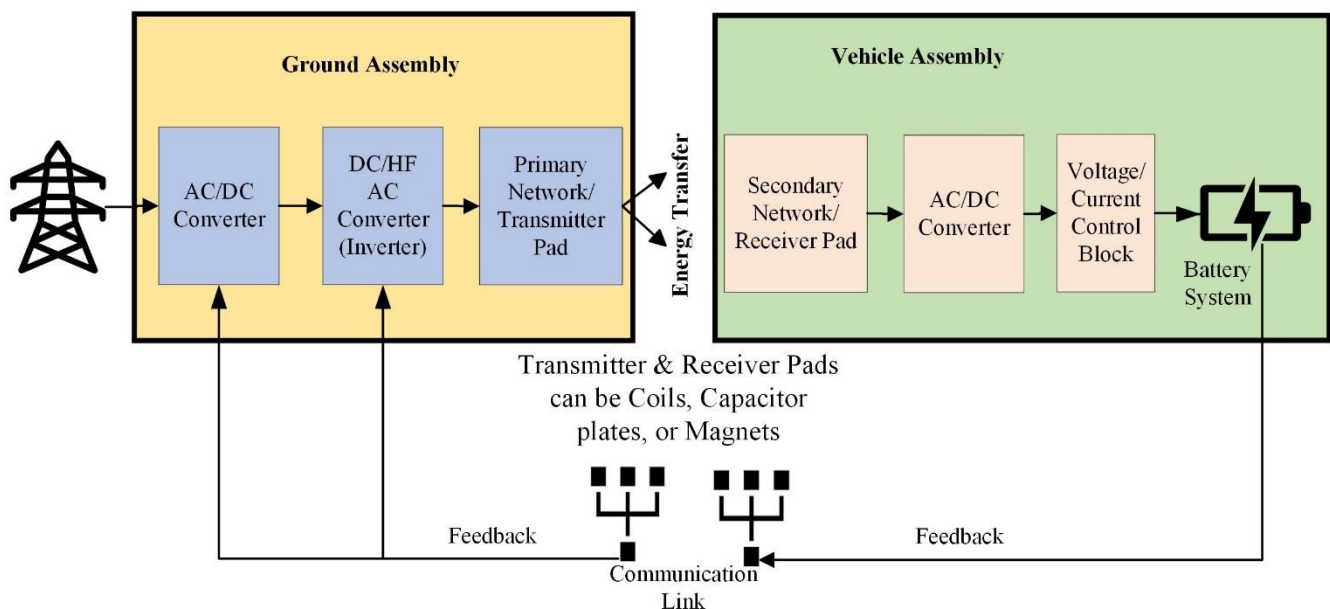 Ground Assembly
AC/DC
Converter
DC/HF
AC
Converter
(Inverter)
Primary
Network/
Transmitter
Pad
Energy Transfer
Vehicle Assembly
Secondary
Network/
Receiver Pad
AC/DC
Converter
Voltage/
Current
Control
Block
Battery
System
Transmitter & Receiver Pads
can be Coils, Capacitor
plates, or Magnets
Feedback
Feedback
Communication
Link